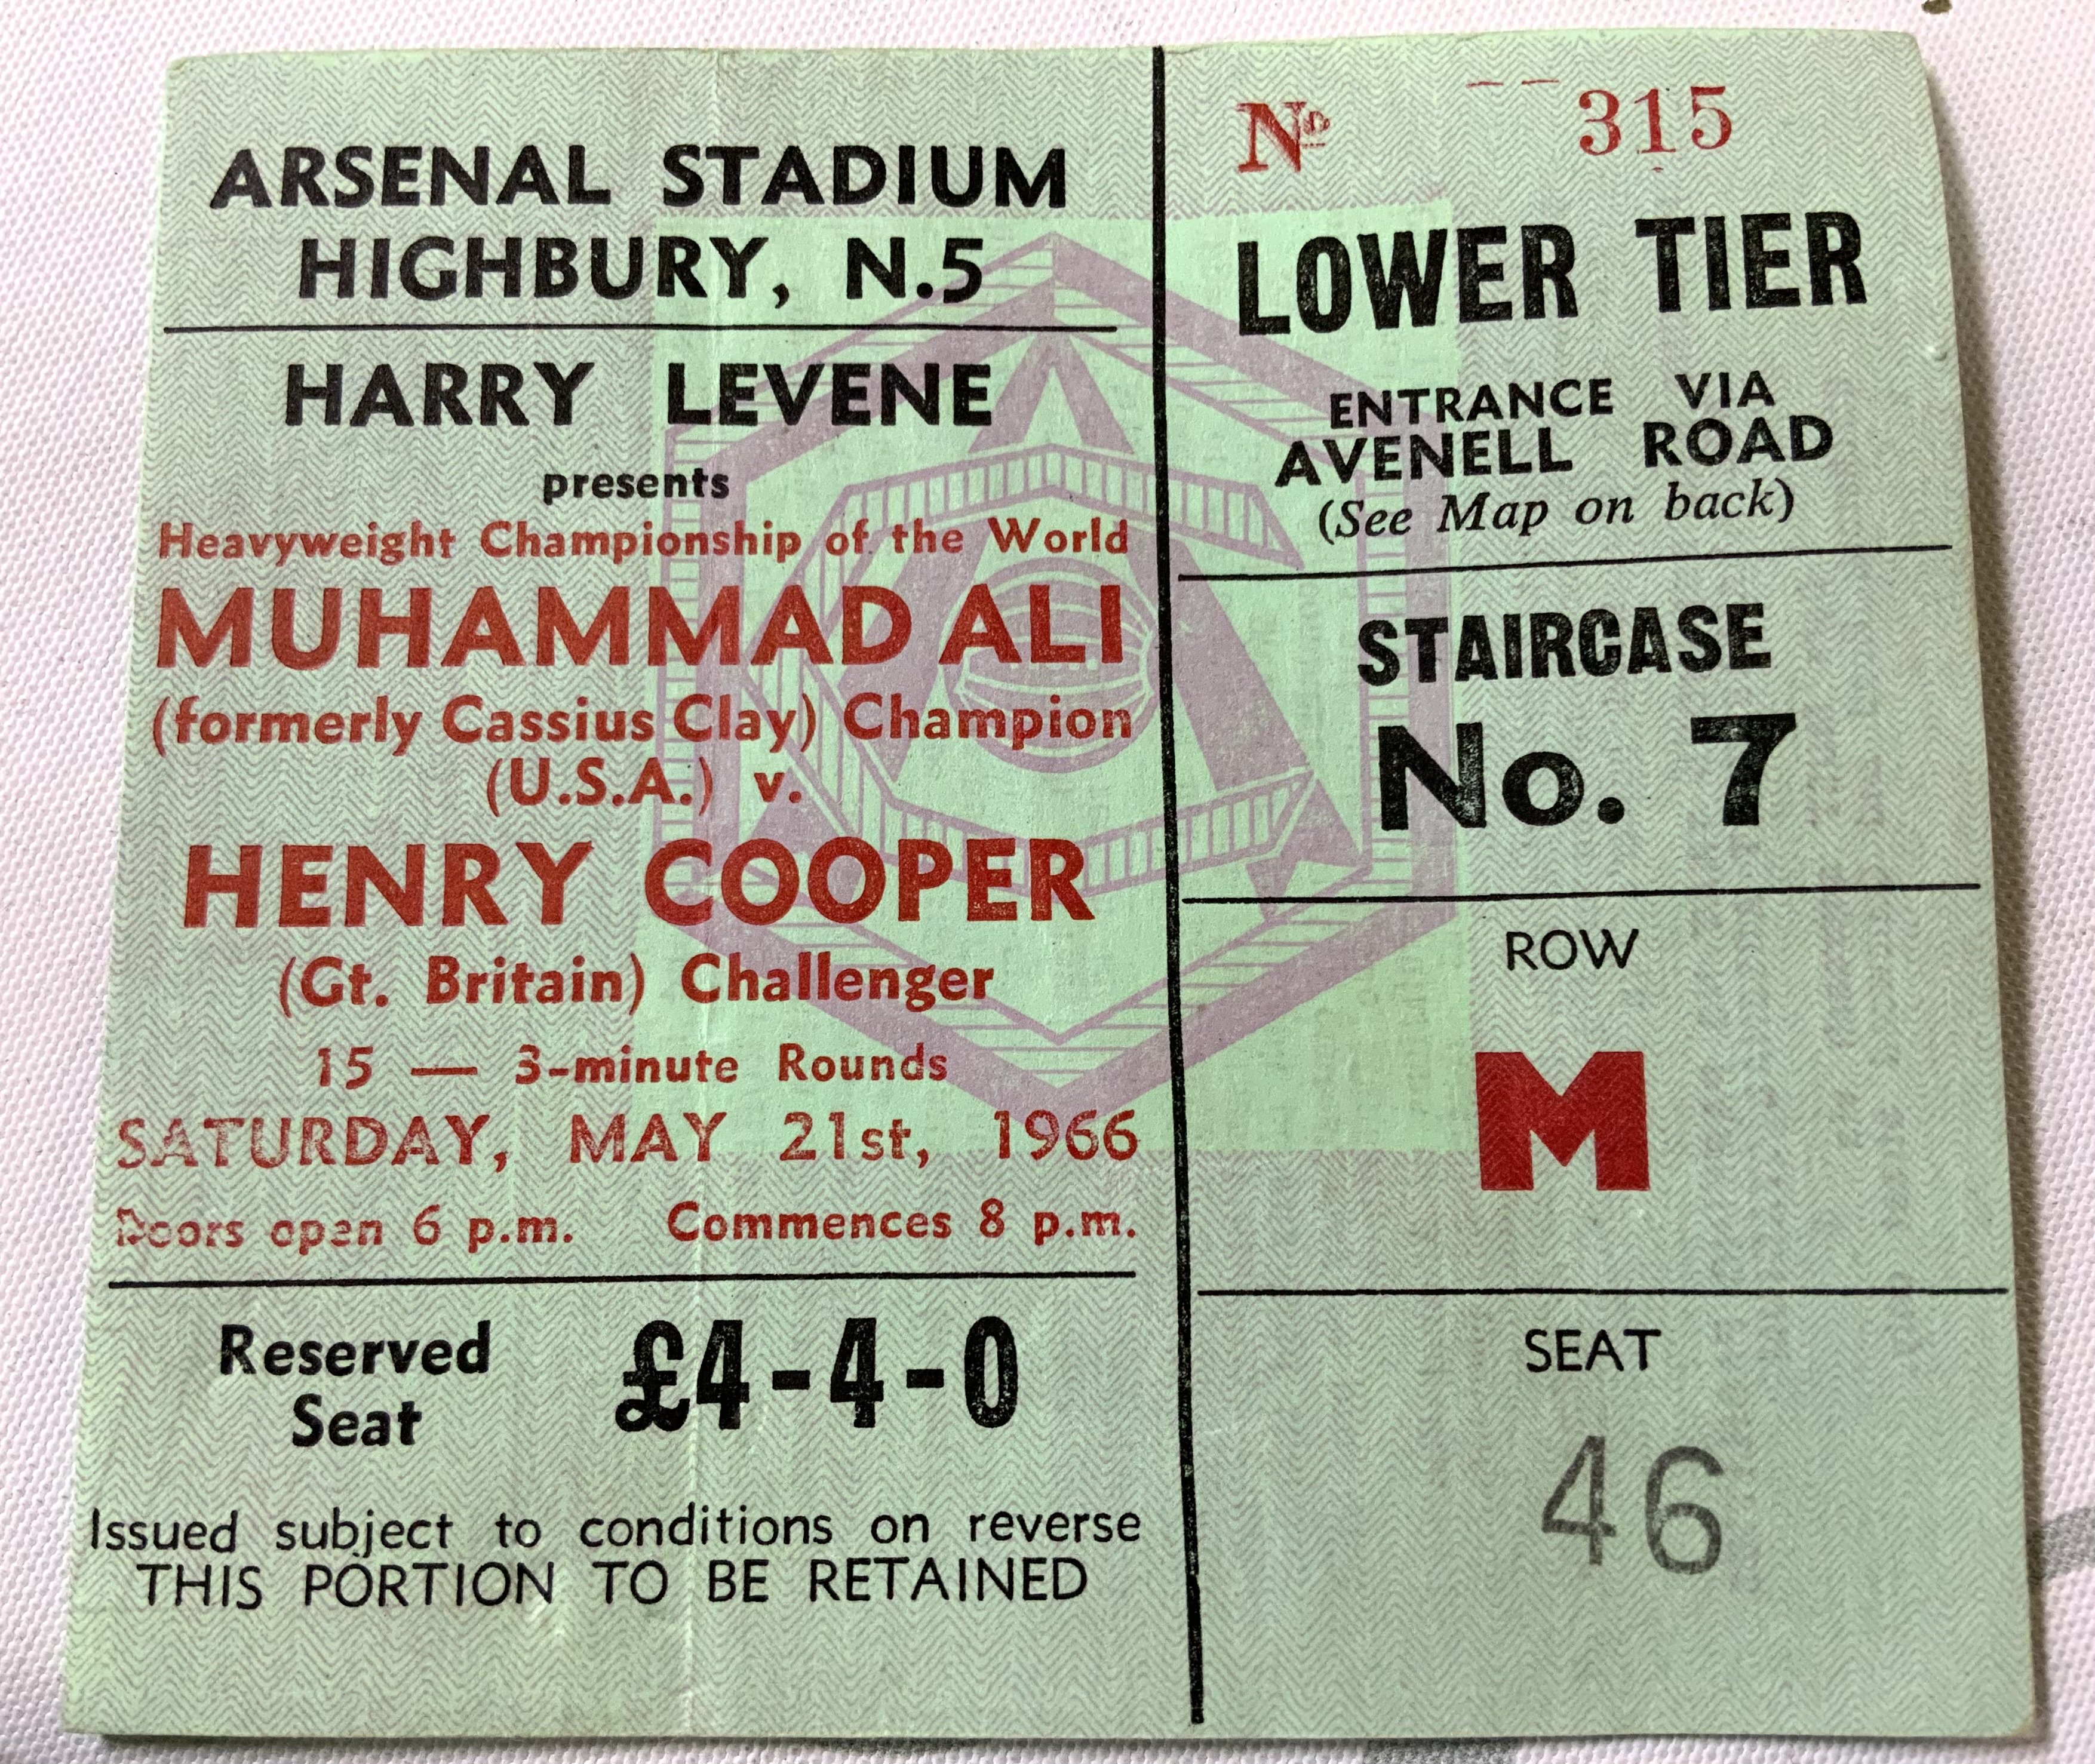 ARSENAL STADIUM
HIGHBURY, N.5
HARRY LEVENE
presents
Heavyweight Championship of the World
MUHAMMAD ALI
(formerly Cassius Clay) Champion
(U.S.A.) v.
HENRY COOPER
(Gt. Britain) Challenger
15 — 3-minute Rounds
SATURDAY, MAY 21st, 1966
Doors open 6 p.m. Commences 8 p.m.
Reserved
Seat
£4-4-0
Issued subject to conditions on reverse
THIS PORTION TO BE RETAINED
Nº 315
LOWER TIER
ENTRANCE VIA
AVENELL ROAD
(See Map on back)
STAIRCASE
No. 7
ROW
M
SEAT
46